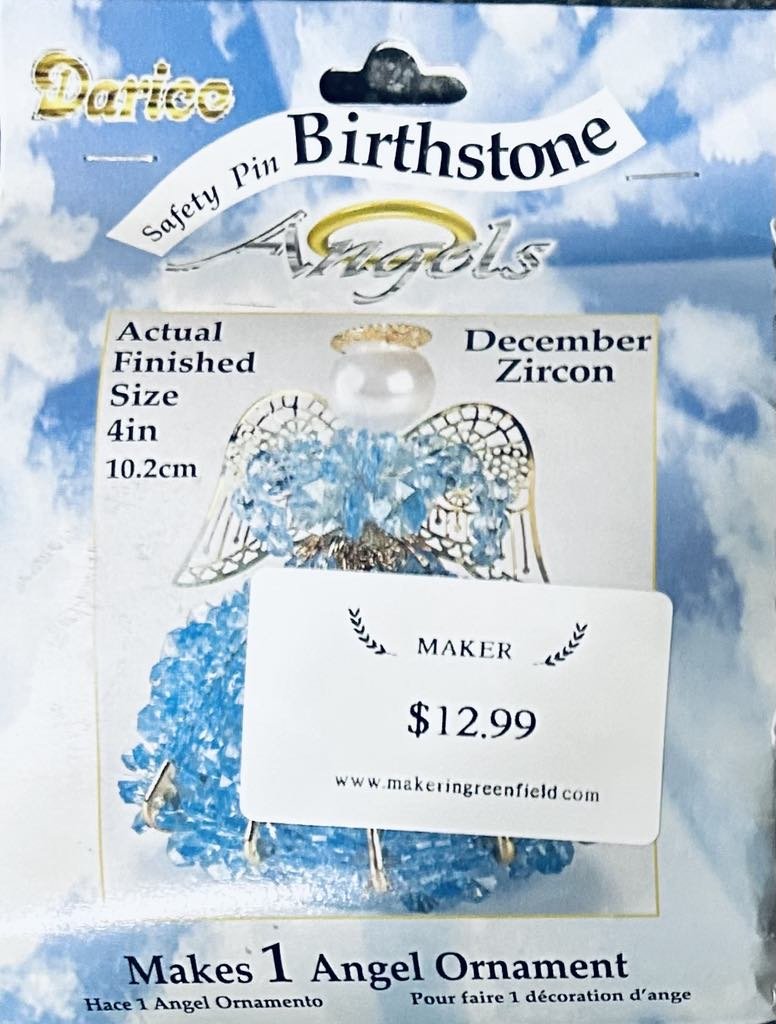 Darice
Safety Pin Birthstone
Angels
Actual
Finished
Size
4in
10.2cm
December
Zircon
MAKER
$12.99
www.makeringreenfield.com
Makes 1 Angel Ornament
Hace 1 Angel Ornamento
Pour faire 1 décoration d'ange